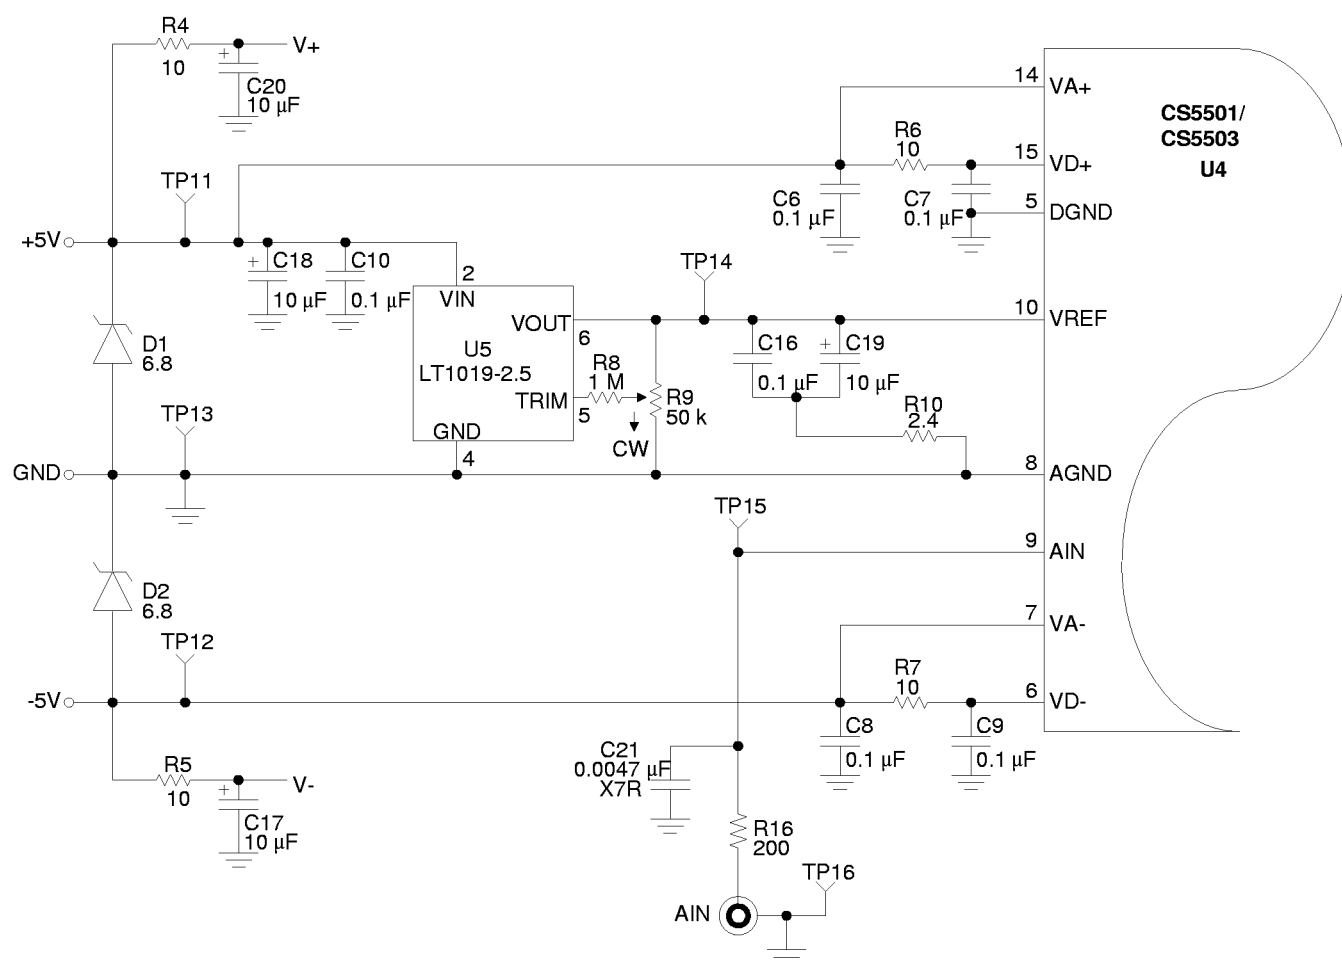 R4
10
V+
+
C20
10 µF
14
VA+
CS5501/
CS5503
U4
R6
10
15
VD+
TP11
C6
0.1 µF
C7
0.1 µF
5
DGND
+5V
+
C18
10 µF
C10
0.1 µF
2
VIN
TP14
10
VREF
VOUT
6
U5
LT1019-2.5
D1
6.8
R8
1 M
C16
0.1 µF
+
C19
10 µF
TRIM
5
R9
50 k
CW
R10
2.4
TP13
GND
4
GND
8
AGND
TP15
9
AIN
D2
6.8
7
VA-
TP12
R7
10
6
VD-
-5V
C8
0.1 µF
C9
0.1 µF
C21
0.0047 µF
X7R
R5
10
V-
+
C17
10 µF
R16
200
TP16
AIN